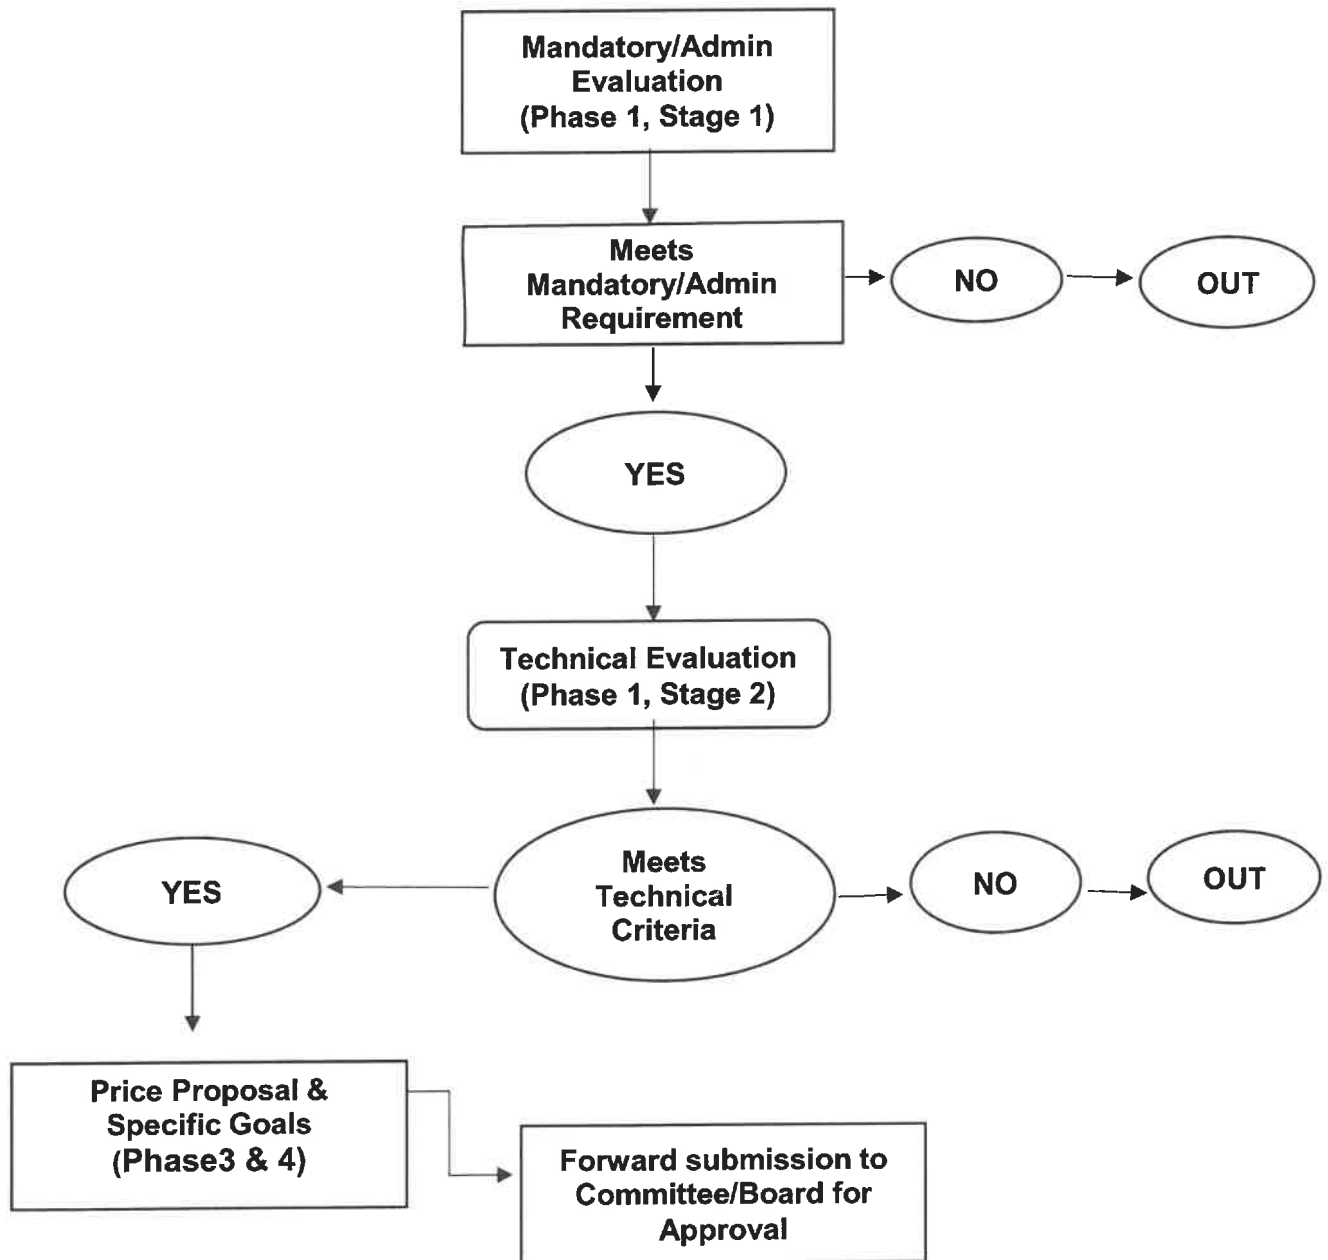 Mandatory/Admin
Evaluation
(Phase 1, Stage 1)
Meets
Mandatory/Admin
Requirement
NO
OUT
YES
Technical Evaluation
(Phase 1, Stage 2)
Meets
Technical
Criteria
NO
OUT
YES
Price Proposal &
Specific Goals
(Phase3 & 4)
Forward submission to
Committee/Board for
Approval